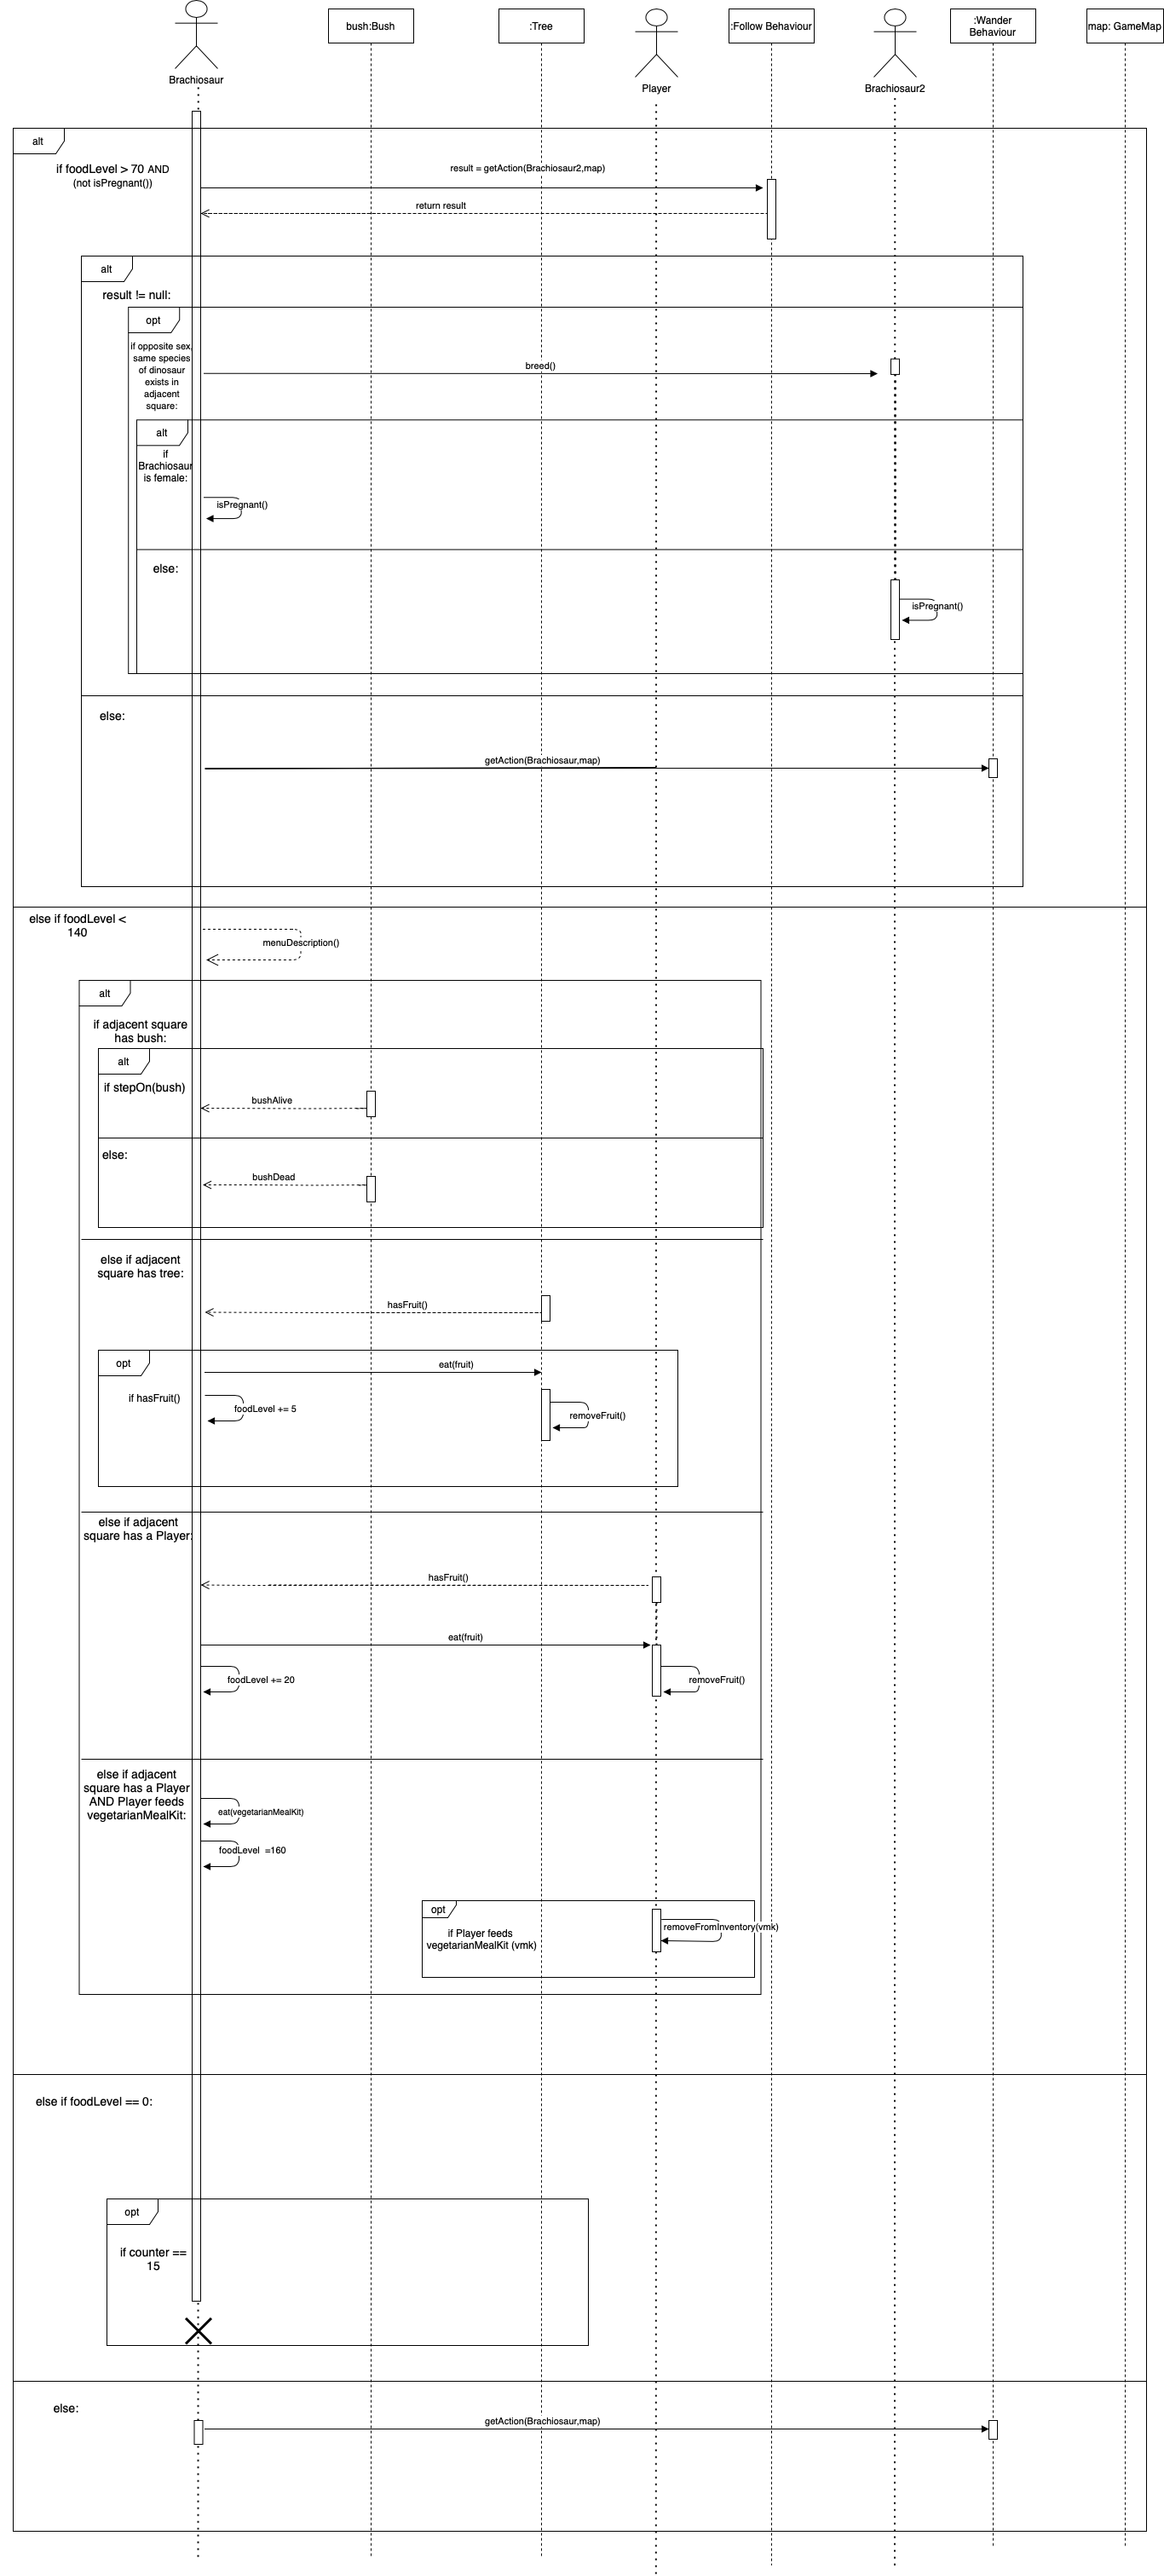 Brachiosaur
bush:Bush
:Tree
Player
:Follow Behaviour
Brachiosaur2
:Wander
Behaviour
map: GameMap
alt
if foodLevel > 70 AND
(not isPregnant())
result = getAction(Brachiosaur2,map)
return result
alt
result != null:
opt
if opposite sex,
same species
of dinosaur
exists in
adjacent
square:
breed()
alt
if
Brachiosaur
is female:
isPregnant()
else:
isPregnant()
else:
getAction(Brachiosaur,map)
else if foodLevel <
140
menuDescription()
alt
if adjacent square
has bush:
alt
if stepOn(bush)
bushAlive
else:
bushDead
else if adjacent
square has tree:
hasFruit()
opt
eat(fruit)
if hasFruit()
foodLevel += 5
removeFruit()
else if adjacent
square has a Player:
hasFruit()
eat(fruit)
foodLevel += 20
removeFruit()
else if adjacent
square has a Player
AND Player feeds
vegetarianMealKit:
eat(vegetarianMealKit)
foodLevel =160
opt
if Player feeds
vegetarianMealKit (vmk)
removeFromInventory(vmk)
else if foodLevel == 0:
opt
if counter ==
15
else:
getAction(Brachiosaur,map)